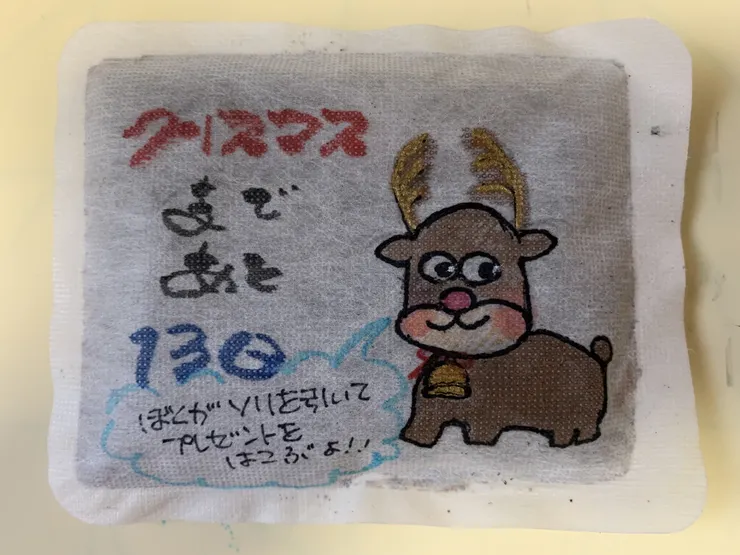 クリスマス
まで
あと
13日
ぼくがソリを引いて
プレゼントを
はこぶよ!!